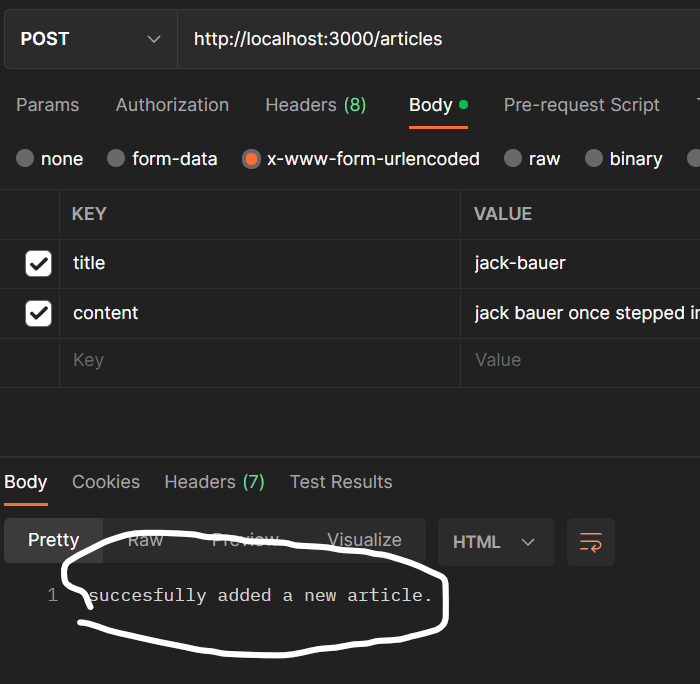 POST http://localhost:3000/articles
Params Authorization Headers (8) Body Pre-request Script
none form-data x-www-form-urlencoded raw binary
KEY VALUE
title jack-bauer
content jack bauer once stepped
Key Value
Body Cookies Headers (7) Test Results
Pretty Raw Preview Visualize HTML
1 succesfully added a new article.